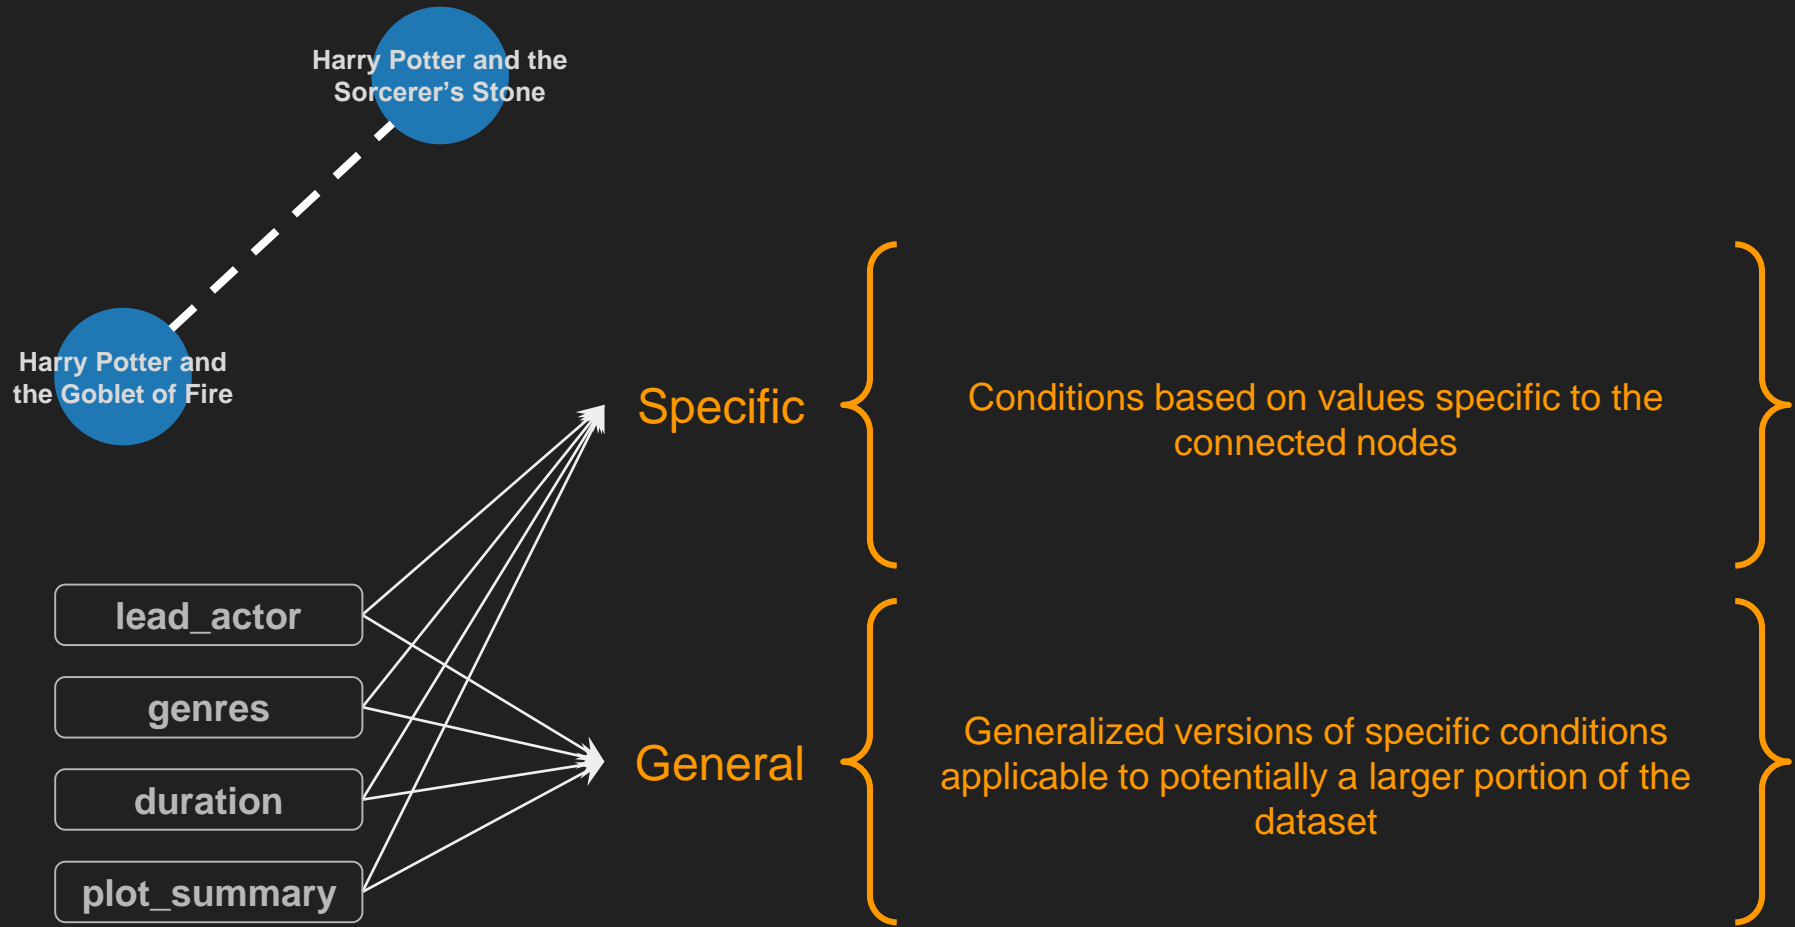 Harry Potter and the
Sorcerer’s Stone
Harry Potter and
the Goblet of Fire
Specific
Conditions based on values specific to the
connected nodes
lead_actor
genres
duration
plot_summary
General
Generalized versions of specific conditions
applicable to potentially a larger portion of the
dataset